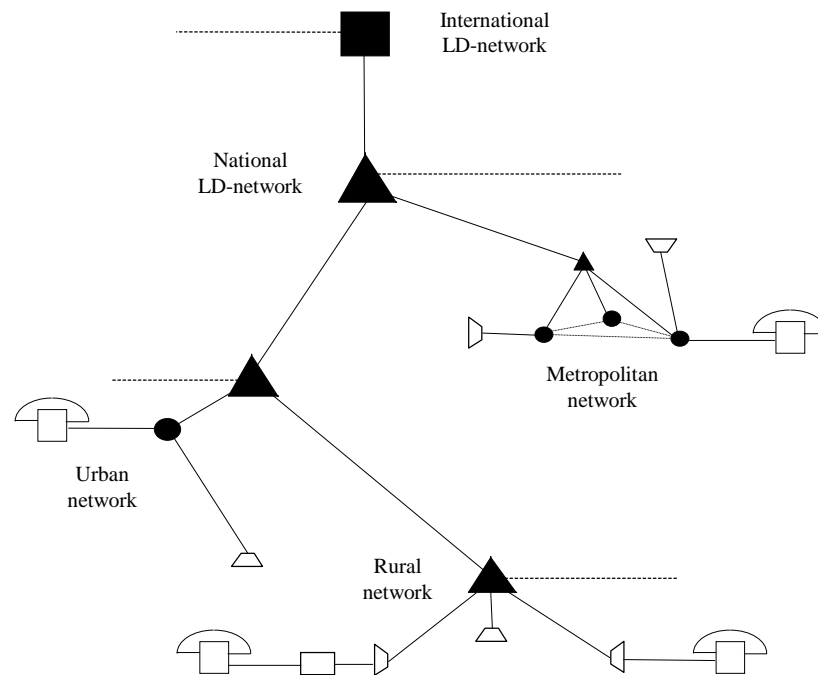 International
LD-network
National
LD-network
Metropolitan
network
Urban
network
Rural
network